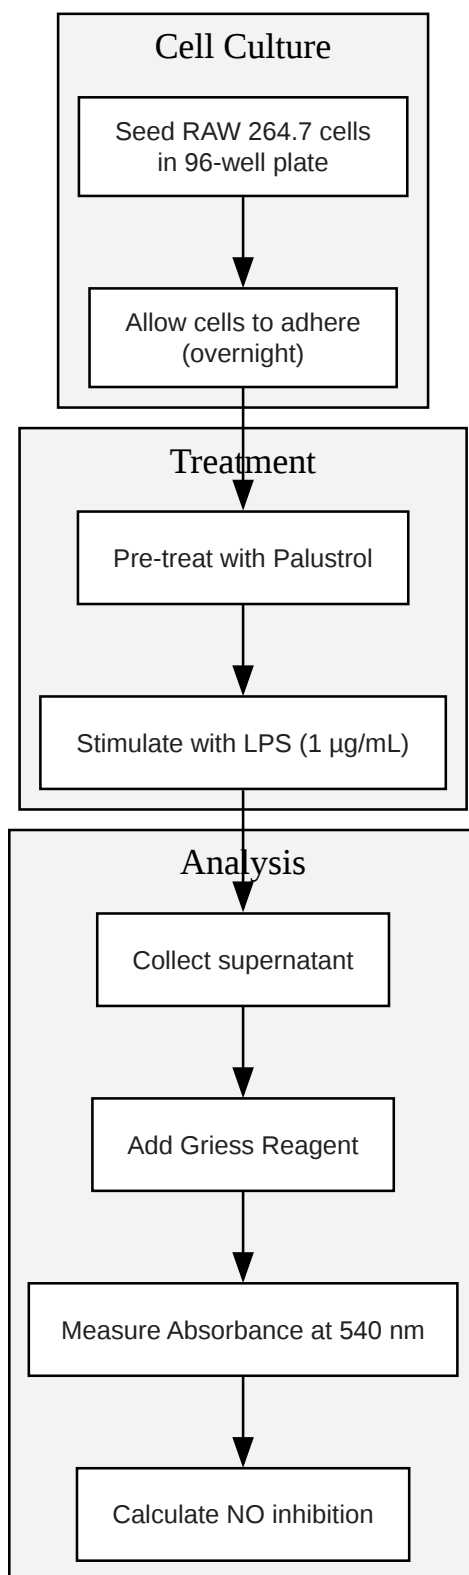 Cell Culture
Seed RAW 264.7 cells
in 96-well plate
Allow cells to adhere
(overnight)
Treatment
Pre-treat with Palustrol
Stimulate with LPS (1 µg/mL)
Analysis
Collect supernatant
Add Griess Reagent
Measure Absorbance at 540 nm
Calculate NO inhibition